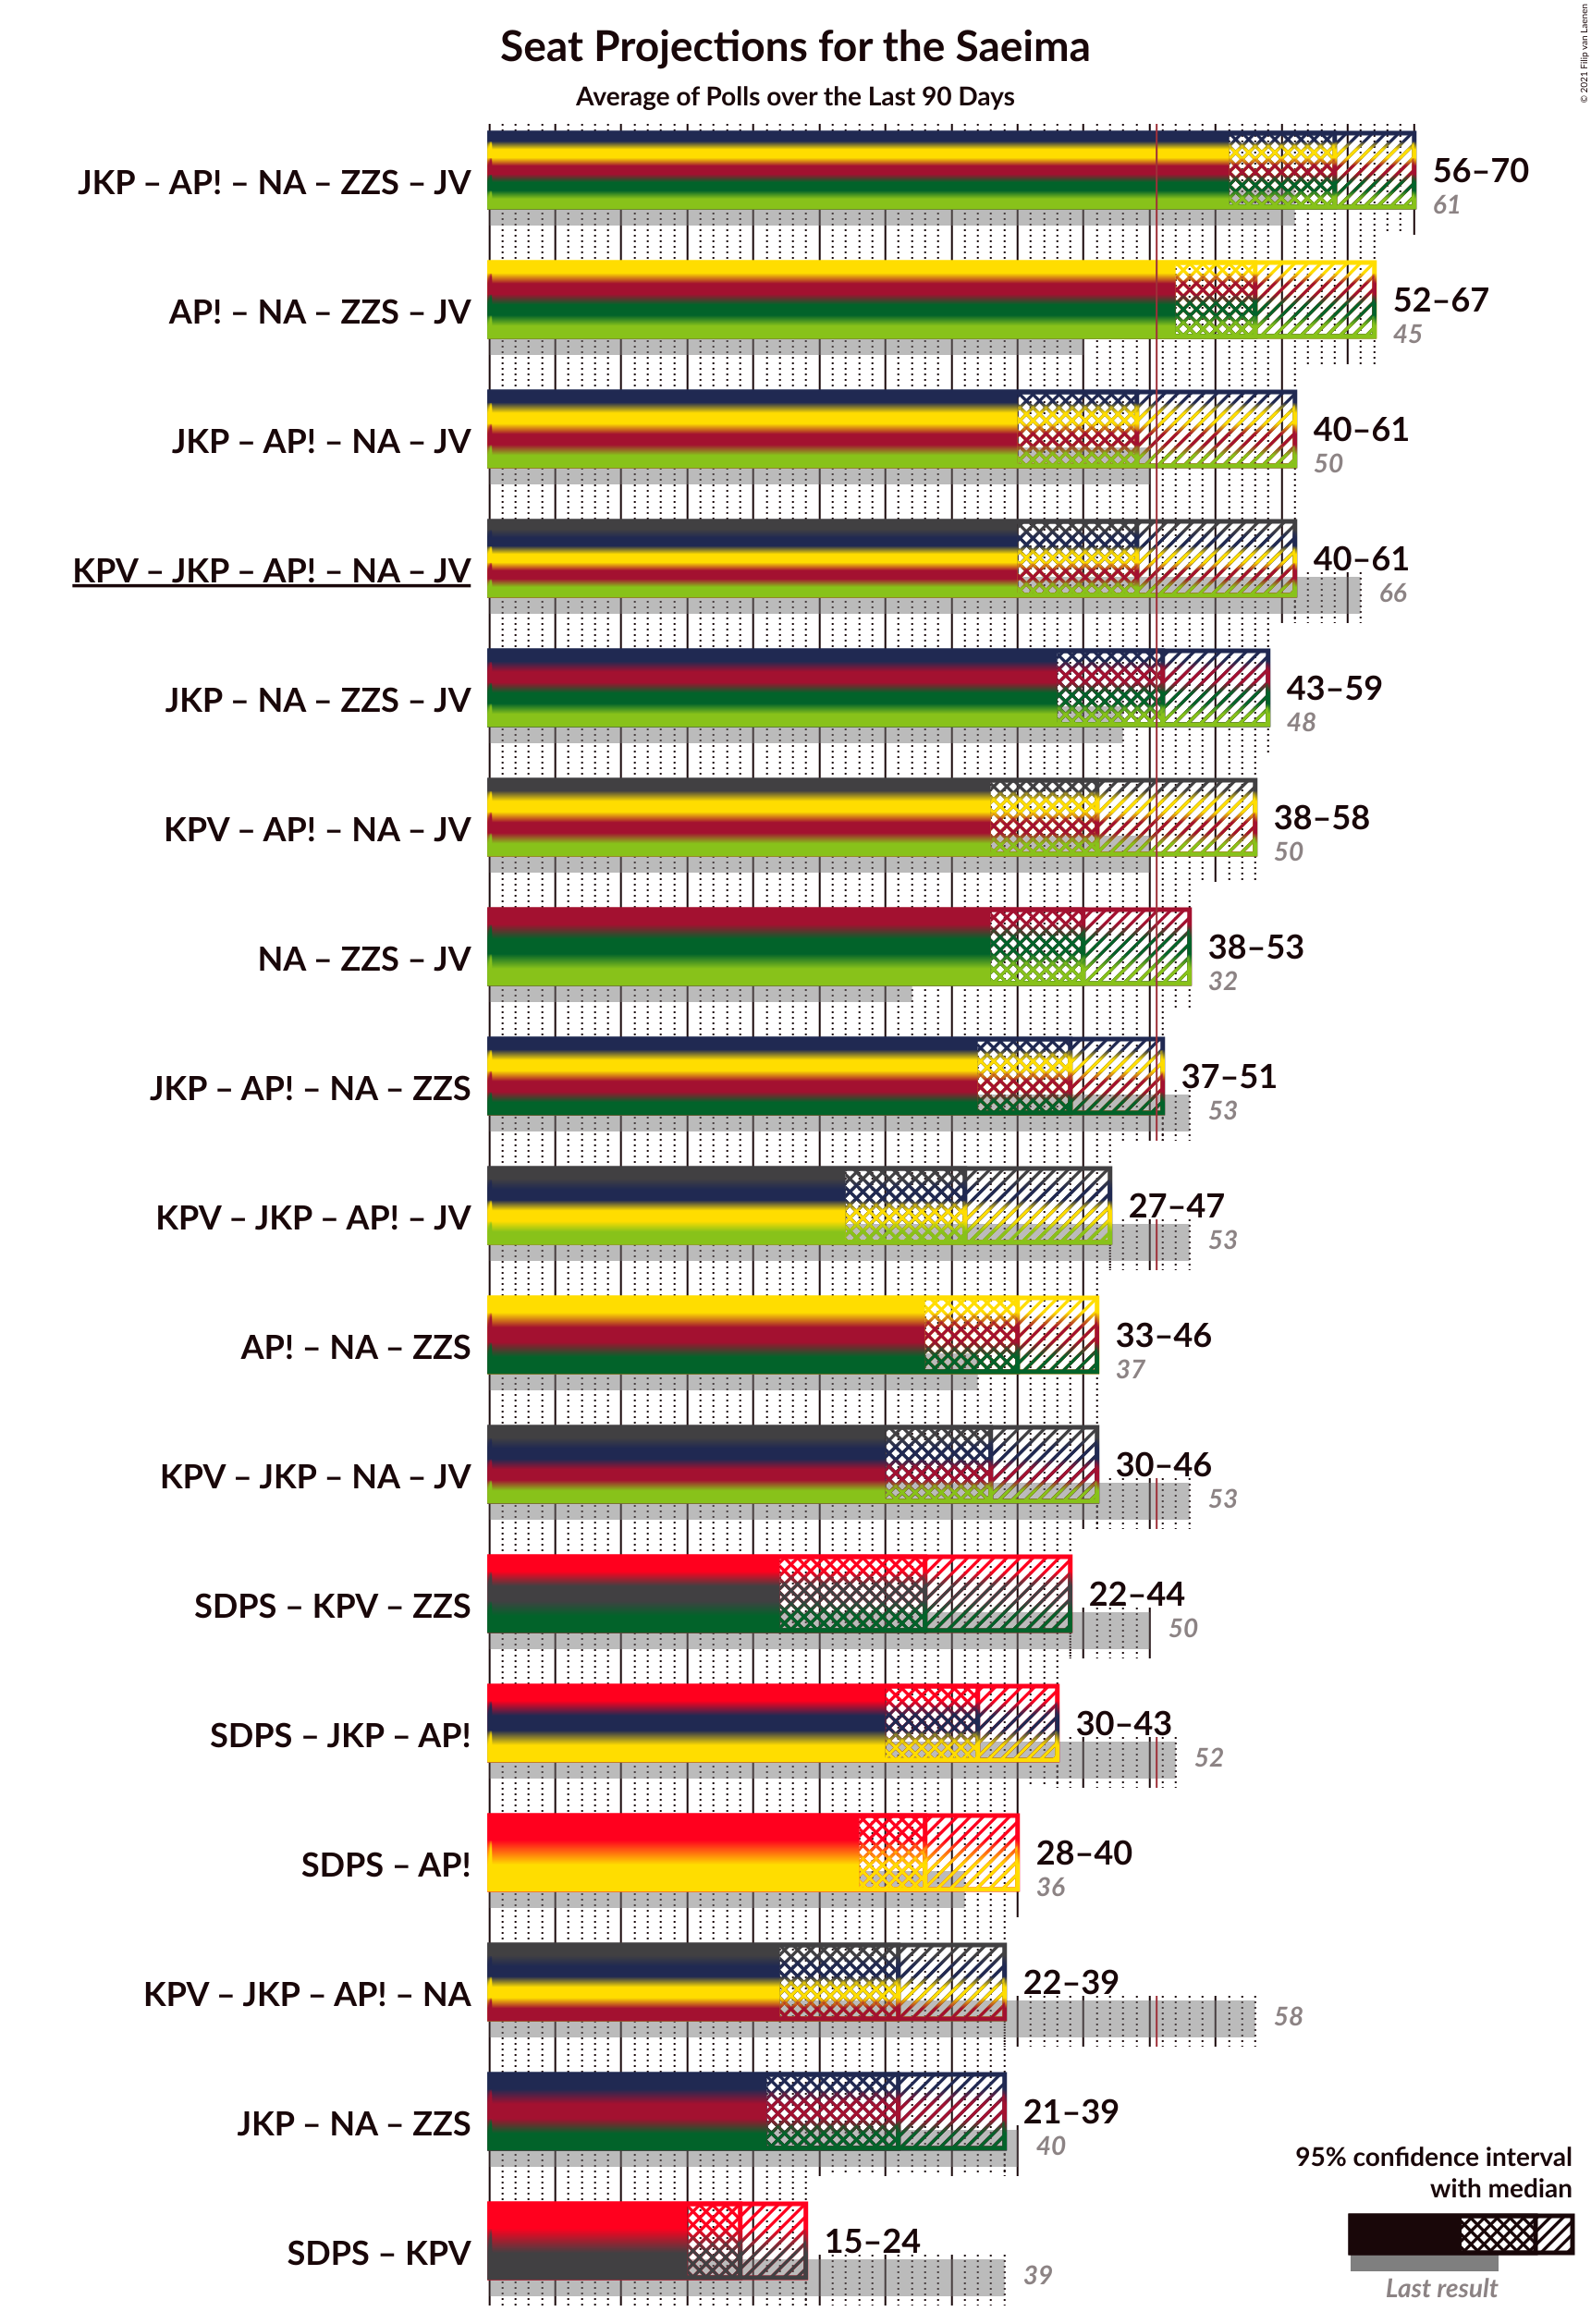 Seat Projections for the Saeima
Average of Polls over the Last 90 Days
© 2021 Filip van Laenen
JKP – AP! – NA – ZZS – JV
56–70
61
AP! – NA – ZZS – JV
52–67
45
JKP – AP! – NA – JV
40–61
50
KPV – JKP – AP! – NA – JV
40–61
66
JKP – NA – ZZS – JV
43–59
48
KPV – AP! – NA – JV
38–58
50
NA – ZZS – JV
38–53
32
JKP – AP! – NA – ZZS
37–51
53
KPV – JKP – AP! – JV
27–47
53
AP! – NA – ZZS
33–46
37
KPV – JKP – NA – JV
30–46
53
SDPS – KPV – ZZS
22–44
50
SDPS – JKP – AP!
30–43
52
SDPS – AP!
28–40
36
KPV – JKP – AP! – NA
22–39
58
JKP – NA – ZZS
21–39
40
SDPS – KPV
15–24
39
95% confidence interval
with median
Last result